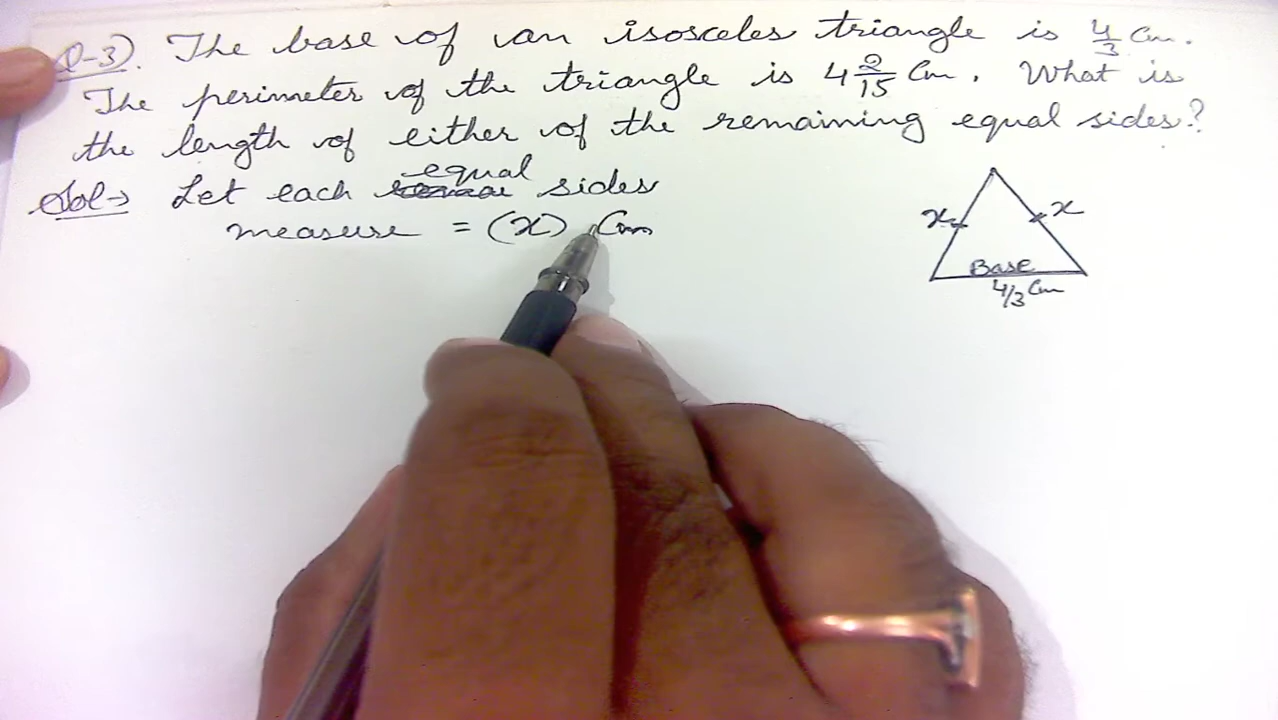 Q-3). The base of an isosceles triangle is 4/3 Cm.
The perimeter of the triangle is 4 2/15 Cm. What is
the length of either of the remaining equal sides?
equal
Sol→ Let each sides
measure = (x) Cm
x x
Base
4/3 Cm